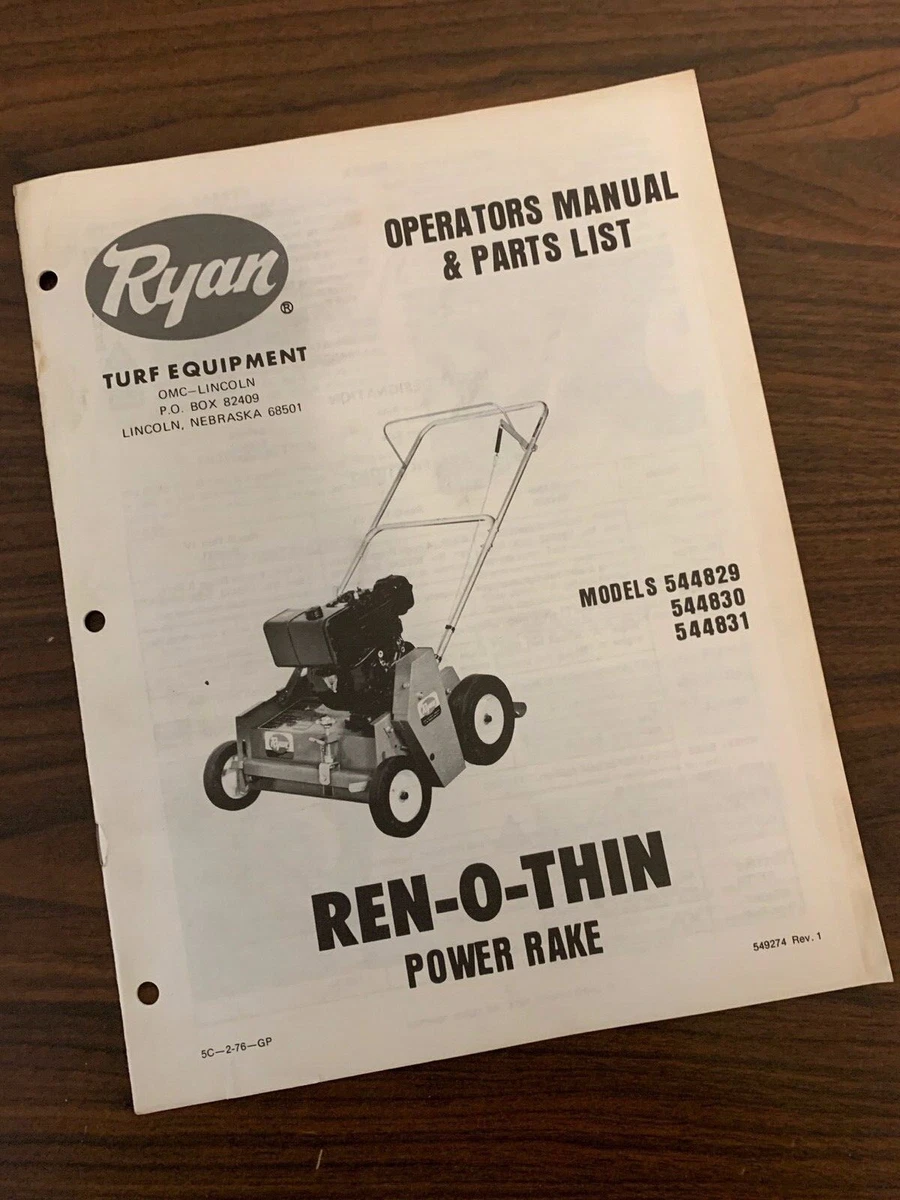 Ryan®
TURF EQUIPMENT
OMC—LINCOLN
P.O. BOX 82409
LINCOLN, NEBRASKA 68501
OPERATORS MANUAL
& PARTS LIST
MODELS 544829
544830
544831
Ryan
Ryan
REN-O-THIN
POWER RAKE
549274 Rev. 1
5C—2-76—GP